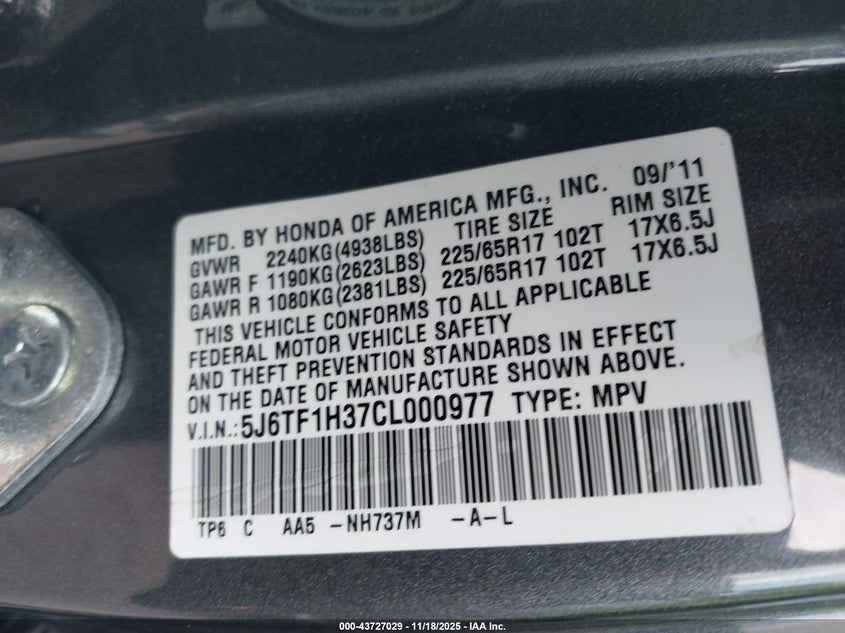 MFD. BY HONDA OF AMERICA MFG., INC. 09/'11
GVWR 2240KG(4938LBS) TIRE SIZE RIM SIZE
GAWR F 1190KG(2623LBS) 225/65R17 102T 17X6.5J
GAWR R 1080KG(2381LBS) 225/65R17 102T 17X6.5J
THIS VEHICLE CONFORMS TO ALL APPLICABLE
FEDERAL MOTOR VEHICLE SAFETY
AND THEFT PREVENTION STANDARDS IN EFFECT
ON THE DATE OF MANUFACTURE SHOWN ABOVE.
V.I.N.:5J6TF1H37CL000977 TYPE: MPV
TP6 C AA5 -NH737M -A-L
000-43727029 - 11/18/2025 - IAA Inc.